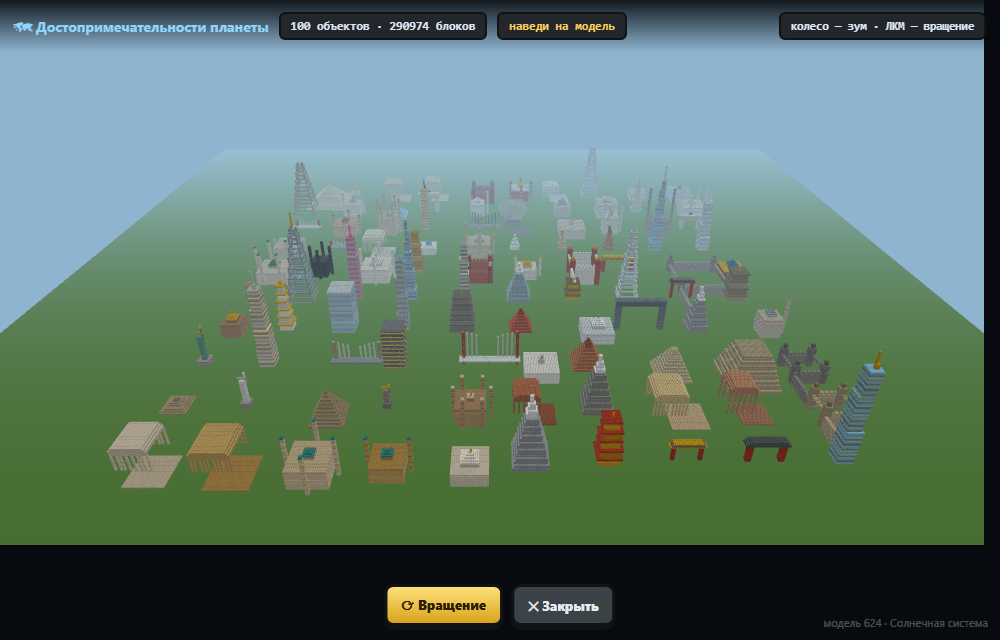 🗺 Достопримечательности планеты
100 объектов · 290974 блоков
наведи на модель
колесо — зум · ЛКМ — вращение
⟳ Вращение
✕ Закрыть
модель 624 · Солнечная система